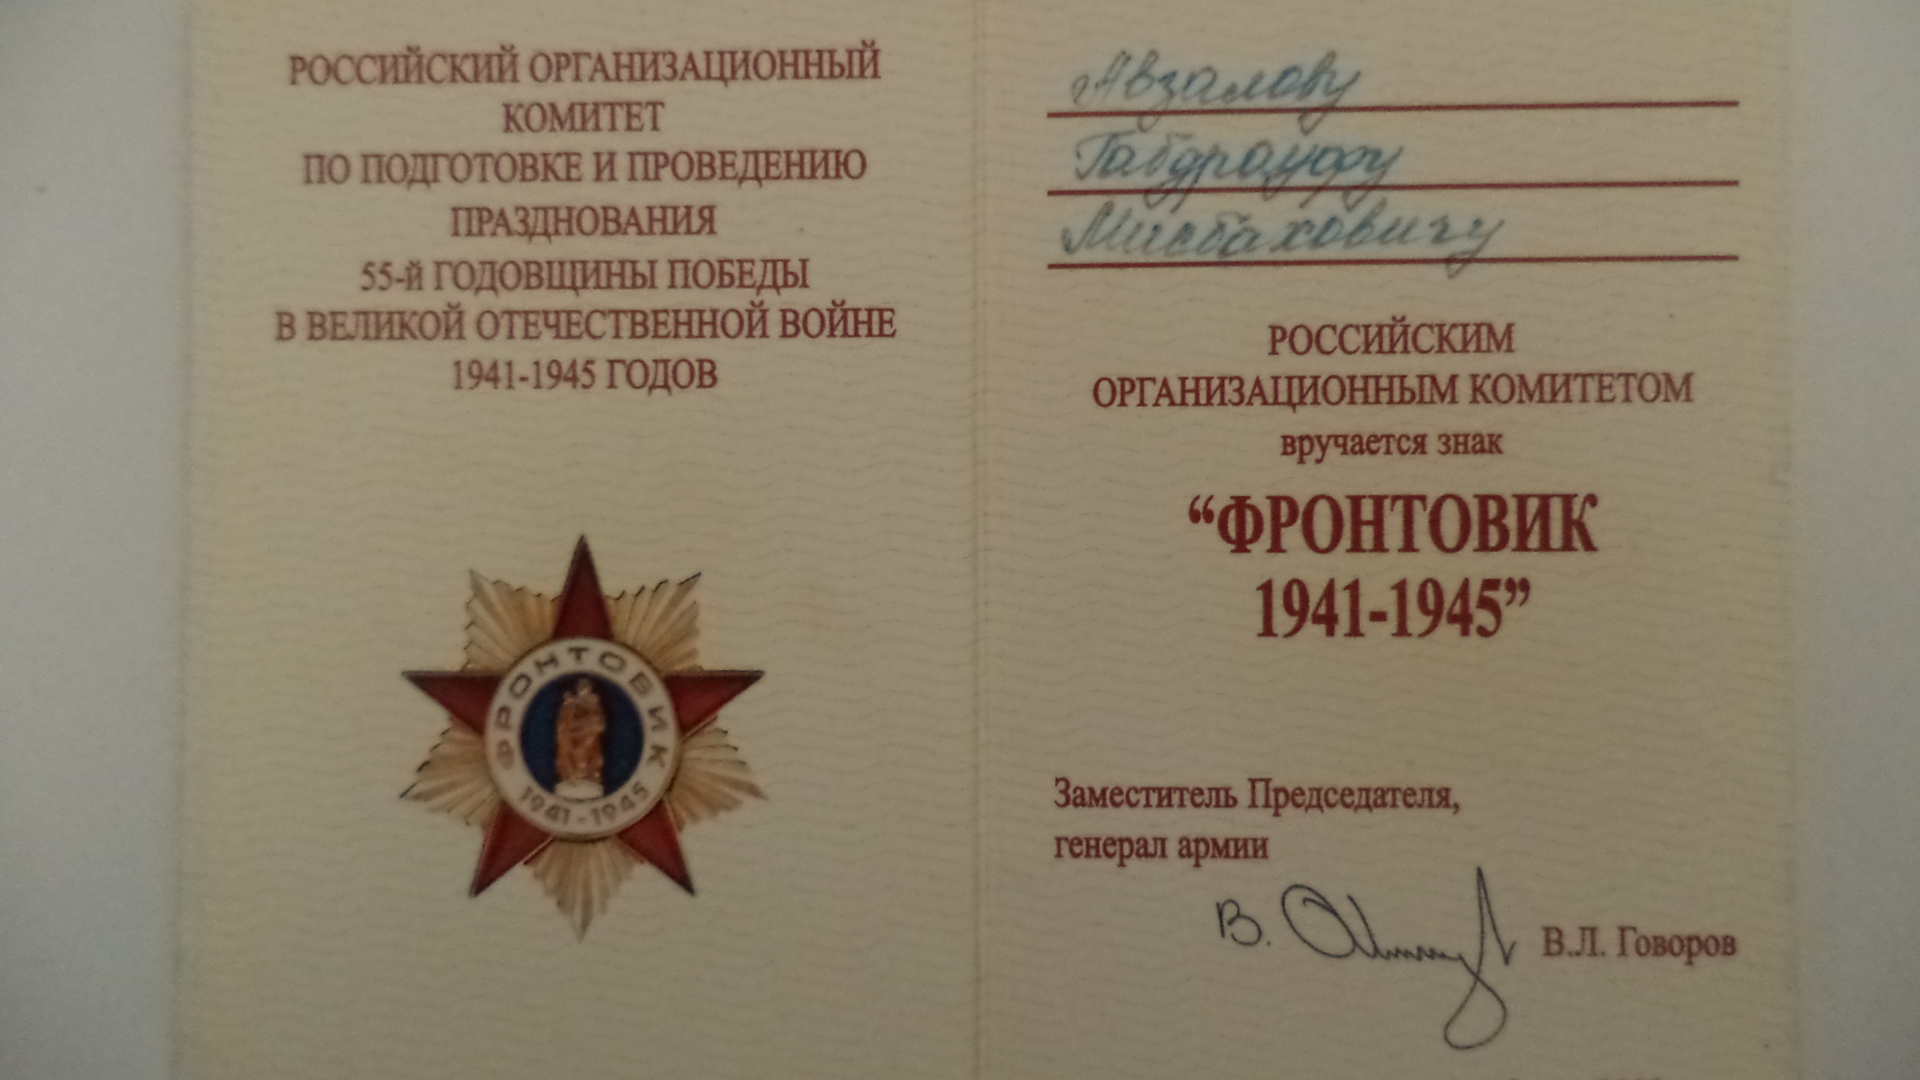 РОССИЙСКИЙ ОРГАНИЗАЦИОННЫЙ
КОМИТЕТ
ПО ПОДГОТОВКЕ И ПРОВЕДЕНИЮ
ПРАЗДНОВАНИЯ
55-й ГОДОВЩИНЫ ПОБЕДЫ
В ВЕЛИКОЙ ОТЕЧЕСТВЕННОЙ ВОЙНЕ
1941-1945 ГОДОВ
ФРОНТОВИК
1941-1945
Авзалову
Габдрауфу
Мисбаховичу
РОССИЙСКИМ
ОРГАНИЗАЦИОННЫМ КОМИТЕТОМ
вручается знак
“ФРОНТОВИК
1941-1945”
Заместитель Председателя,
генерал армии
В. Л. Говоров